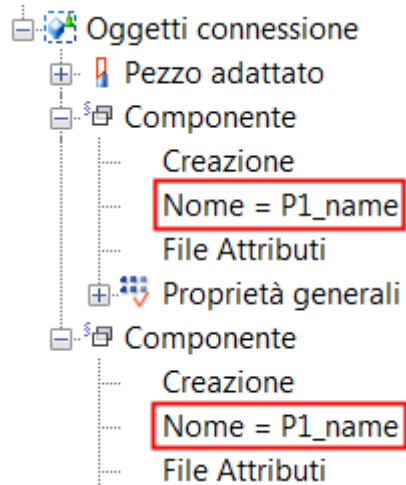 Oggetti connessione
Pezzo adattato
Componente
Creazione
Nome = P1_name
File Attributi
Proprietà generali
Componente
Creazione
Nome = P1_name
File Attributi